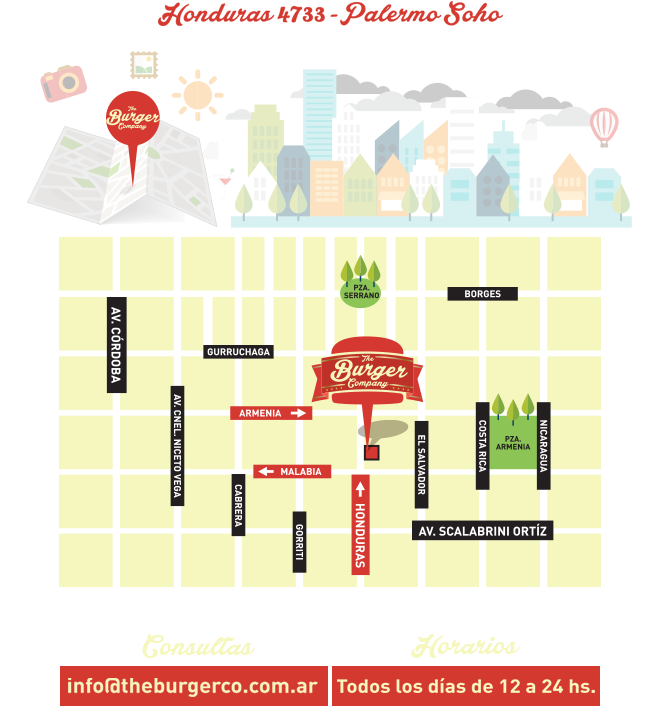 Honduras 4733 - Palermo Soho
The
Burger
Company
PZA.
SERRANO
BORGES
AV. CÓRDOBA
GURRUCHAGA
The
Burger
Company
AV. CNEL. NICETO VEGA
ARMENIA
COSTA RICA
PZA.
ARMENIA
NICARAGUA
EL SALVADOR
MALABIA
CABRERA
HONDURAS
GORRITI
AV. SCALABRINI ORTÍZ
Consultas
Horarios
info@theburgerco.com.ar
Todos los días de 12 a 24 hs.